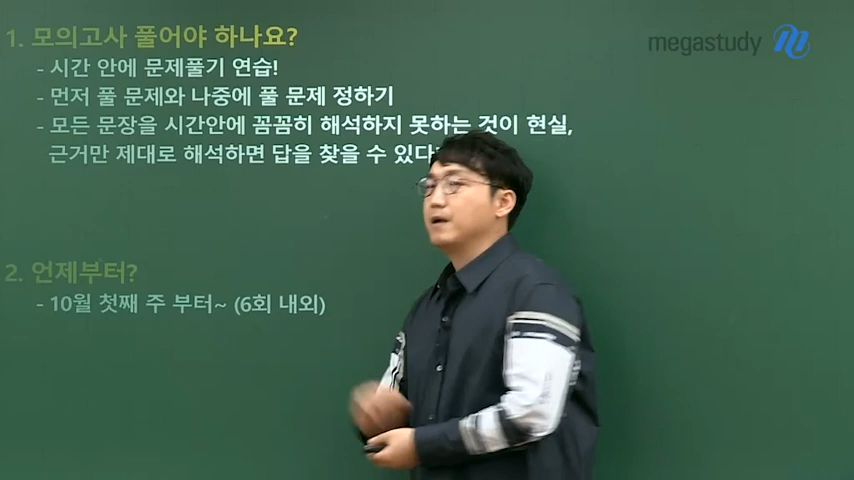 1. 모의고사 풀어야 하나요?
megastudy
- 시간 안에 문제풀기 연습!
- 먼저 풀 문제와 나중에 풀 문제 정하기
- 모든 문장을 시간안에 꼼꼼히 해석하지 못하는 것이 현실,
근거만 제대로 해석하면 답을 찾을 수 있다
2. 언제부터?
- 10월 첫째 주 부터~ (6회 내외)